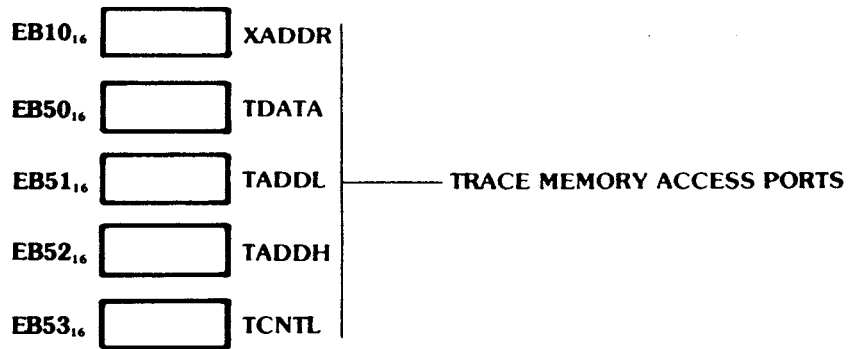 EB10₁₆ XADDR
EB50₁₆ TDATA
EB51₁₆ TADDL TRACE MEMORY ACCESS PORTS
EB52₁₆ TADDH
EB53₁₆ TCNTL